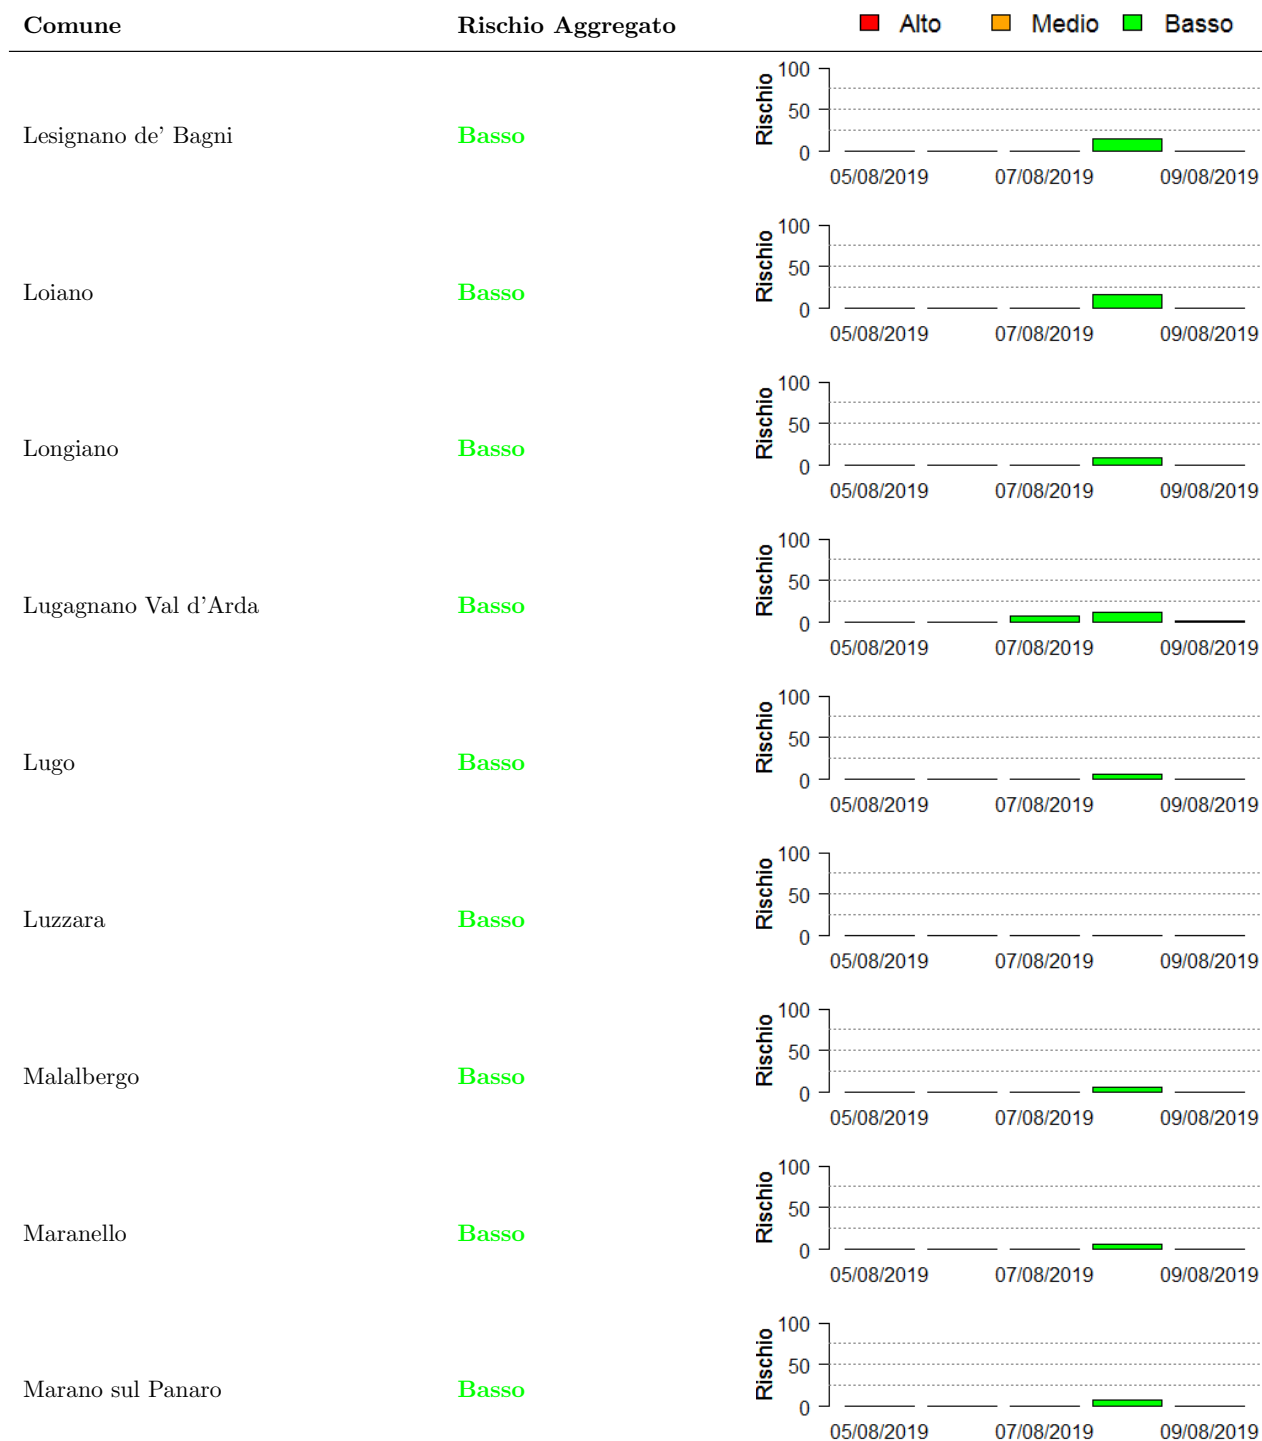 Comune Rischio Aggregato Alto Medio Basso
Lesignano de' Bagni Basso Rischio 100 50 0
05/08/2019 07/08/2019 09/08/2019
Loiano Basso Rischio 100 50 0
05/08/2019 07/08/2019 09/08/2019
Longiano Basso Rischio 100 50 0
05/08/2019 07/08/2019 09/08/2019
Lugagnano Val d'Arda Basso Rischio 100 50 0
05/08/2019 07/08/2019 09/08/2019
Lugo Basso Rischio 100 50 0
05/08/2019 07/08/2019 09/08/2019
Luzzara Basso Rischio 100 50 0
05/08/2019 07/08/2019 09/08/2019
Malalbergo Basso Rischio 100 50 0
05/08/2019 07/08/2019 09/08/2019
Maranello Basso Rischio 100 50 0
05/08/2019 07/08/2019 09/08/2019
Marano sul Panaro Basso Rischio 100 50 0
05/08/2019 07/08/2019 09/08/2019